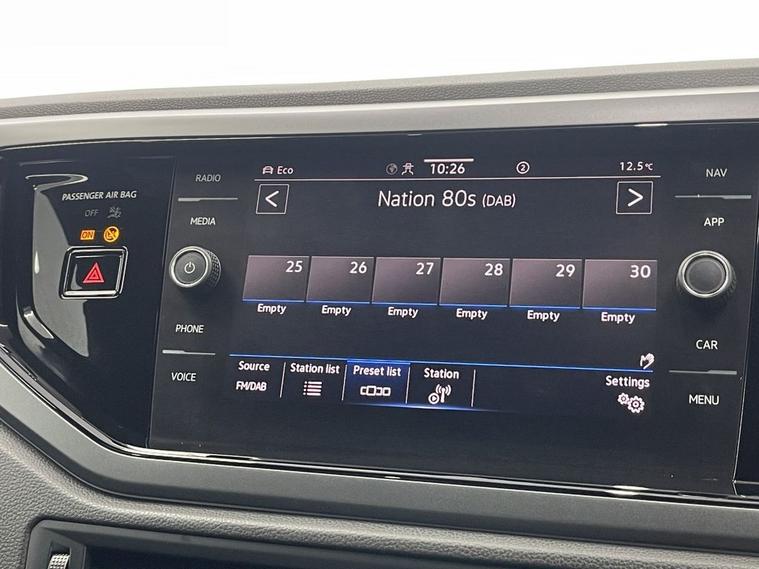 PASSENGER AIR BAG
OFF
ON
RADIO
MEDIA
PHONE
VOICE
Eco
10:26
2
12.5°C
Nation 80s (DAB)
25 26 27 28 29 30
Empty Empty Empty Empty Empty Empty
Source Station list Preset list Station Settings
FM/DAB
NAV
APP
CAR
MENU